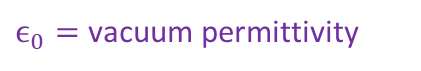 ϵ₀ = vacuum permittivity